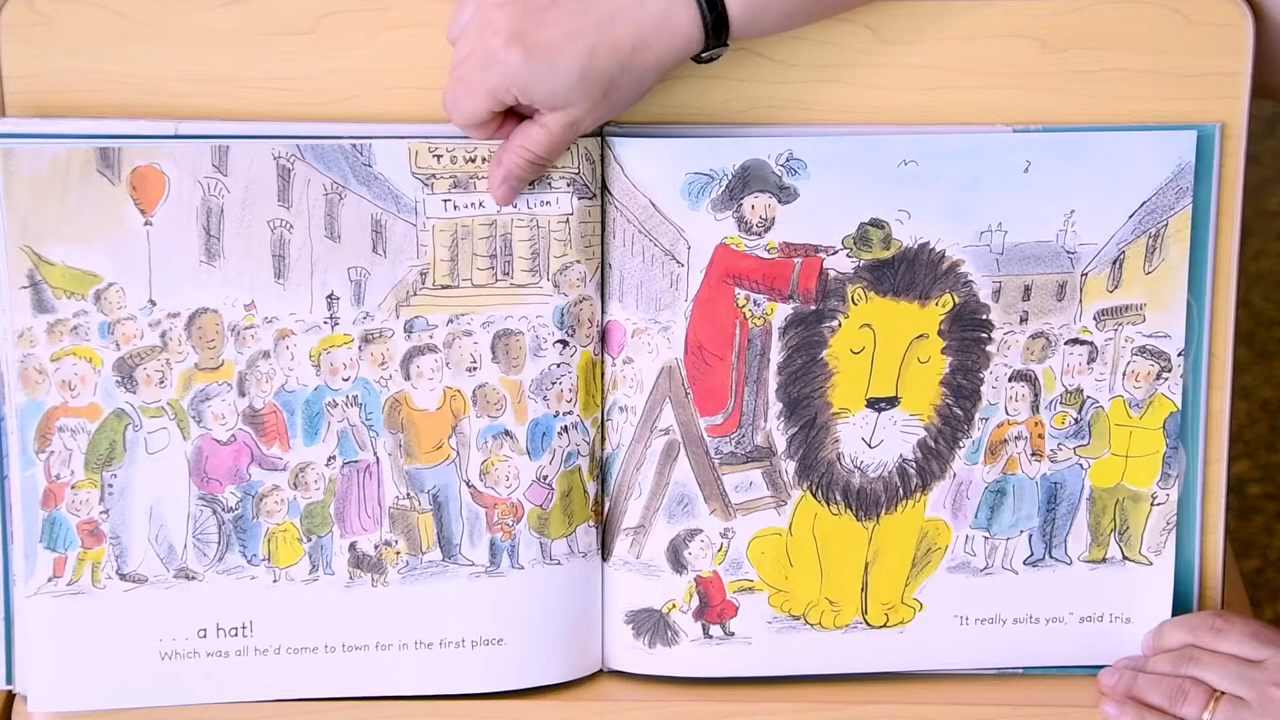 TOWN
Thank you, Lion!
. . . a hat!
Which was all he'd come to town for in the first place.
"It really suits you," said Iris.